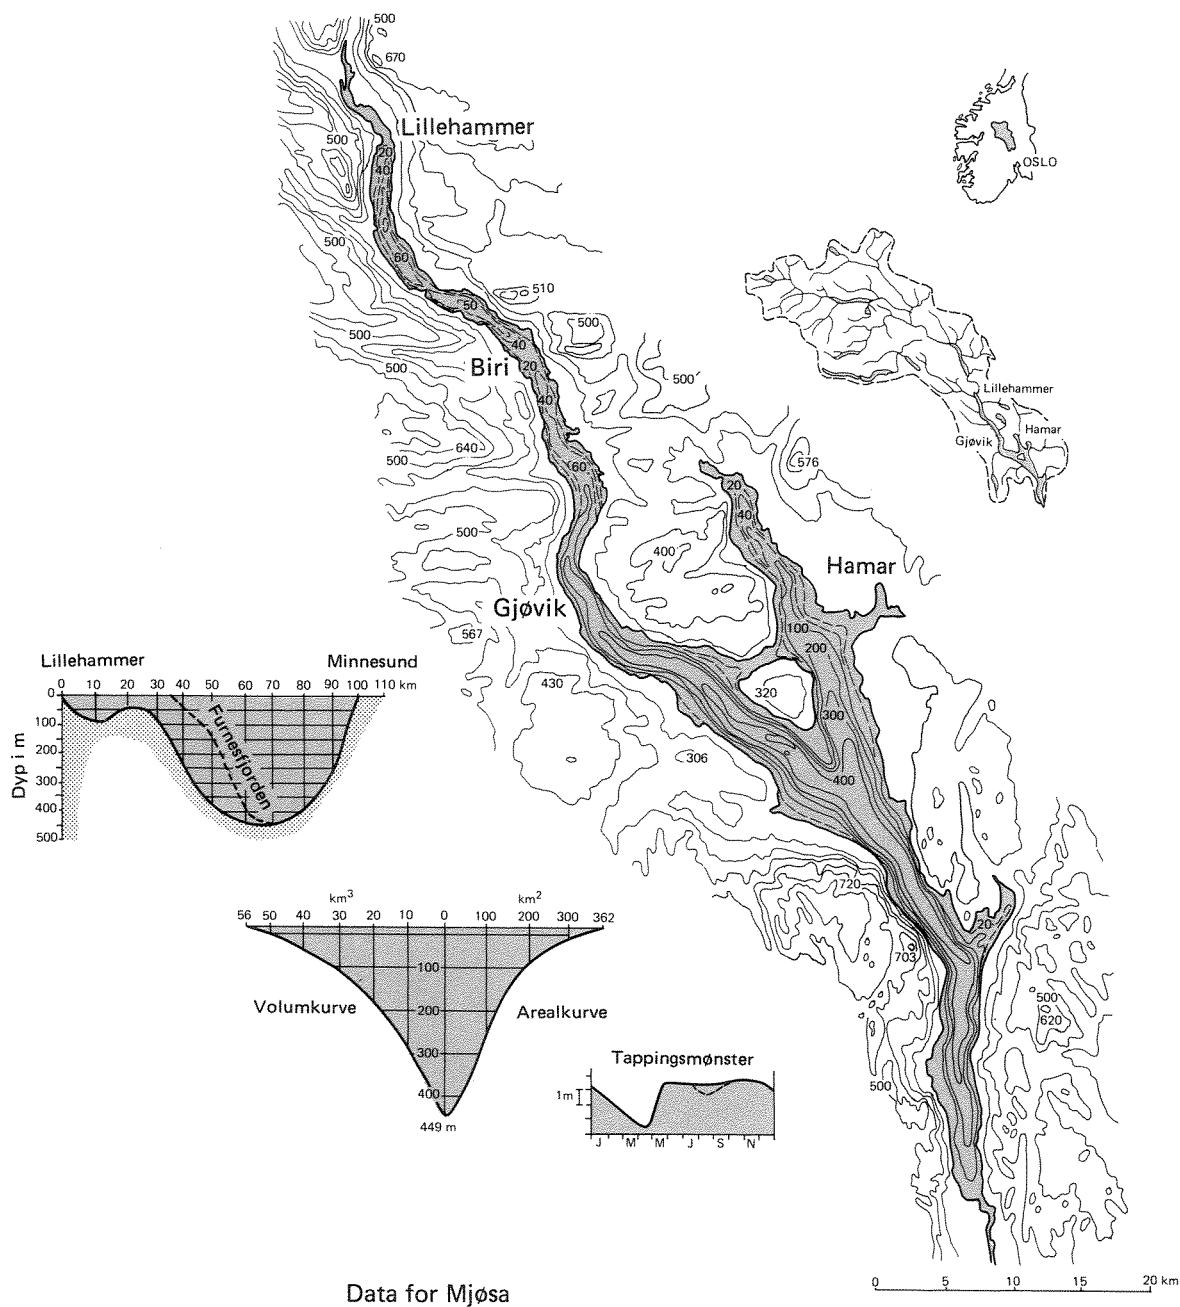 500
670
Lillehammer
500
20
40
OSLO
500
60
510
50
500
500
40
Biri
20
500
500
40
Lillehammer
Hamar
Gjøvik
640
500
60
576
20
40
500
400
Hamar
Gjøvik
567
100
200
Lillehammer
Minnesund
0 10 20 30 40 50 60 70 80 90 100 110 km
430
320
300
306
400
Dyp i m
0
100
200
300
400
500
Furnesfjorden
720
km³ km²
56 50 40 30 20 10 0 100 200 300 362
20
703
100
500
620
Volumkurve
200
Arealkurve
300
400
449 m
Tappingsmønster
1m
J M M J S N
500
0 5 10 15 20 km
Data for Mjøsa